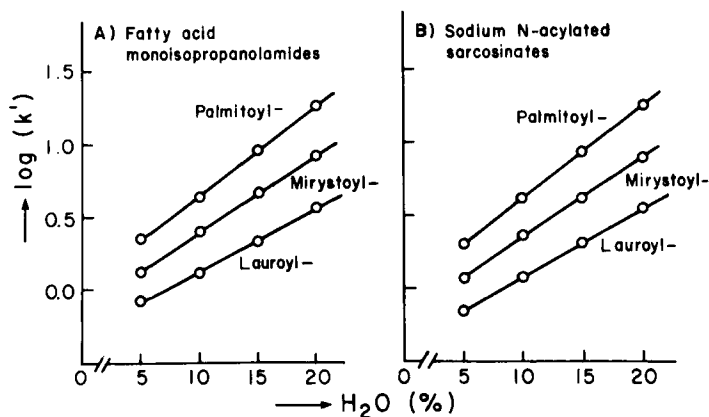 A) Fatty acid
monoisopropanolamides
B) Sodium N-acylated
sarcosinates
log (k')
1.5
1.0
0.5
0.0
0
Palmitoyl-
Mirystoyl-
Lauroyl-
Palmitoyl-
Mirystoyl-
Lauroyl-
0
5
10
15
20
0
5
10
15
20
H2O (%)